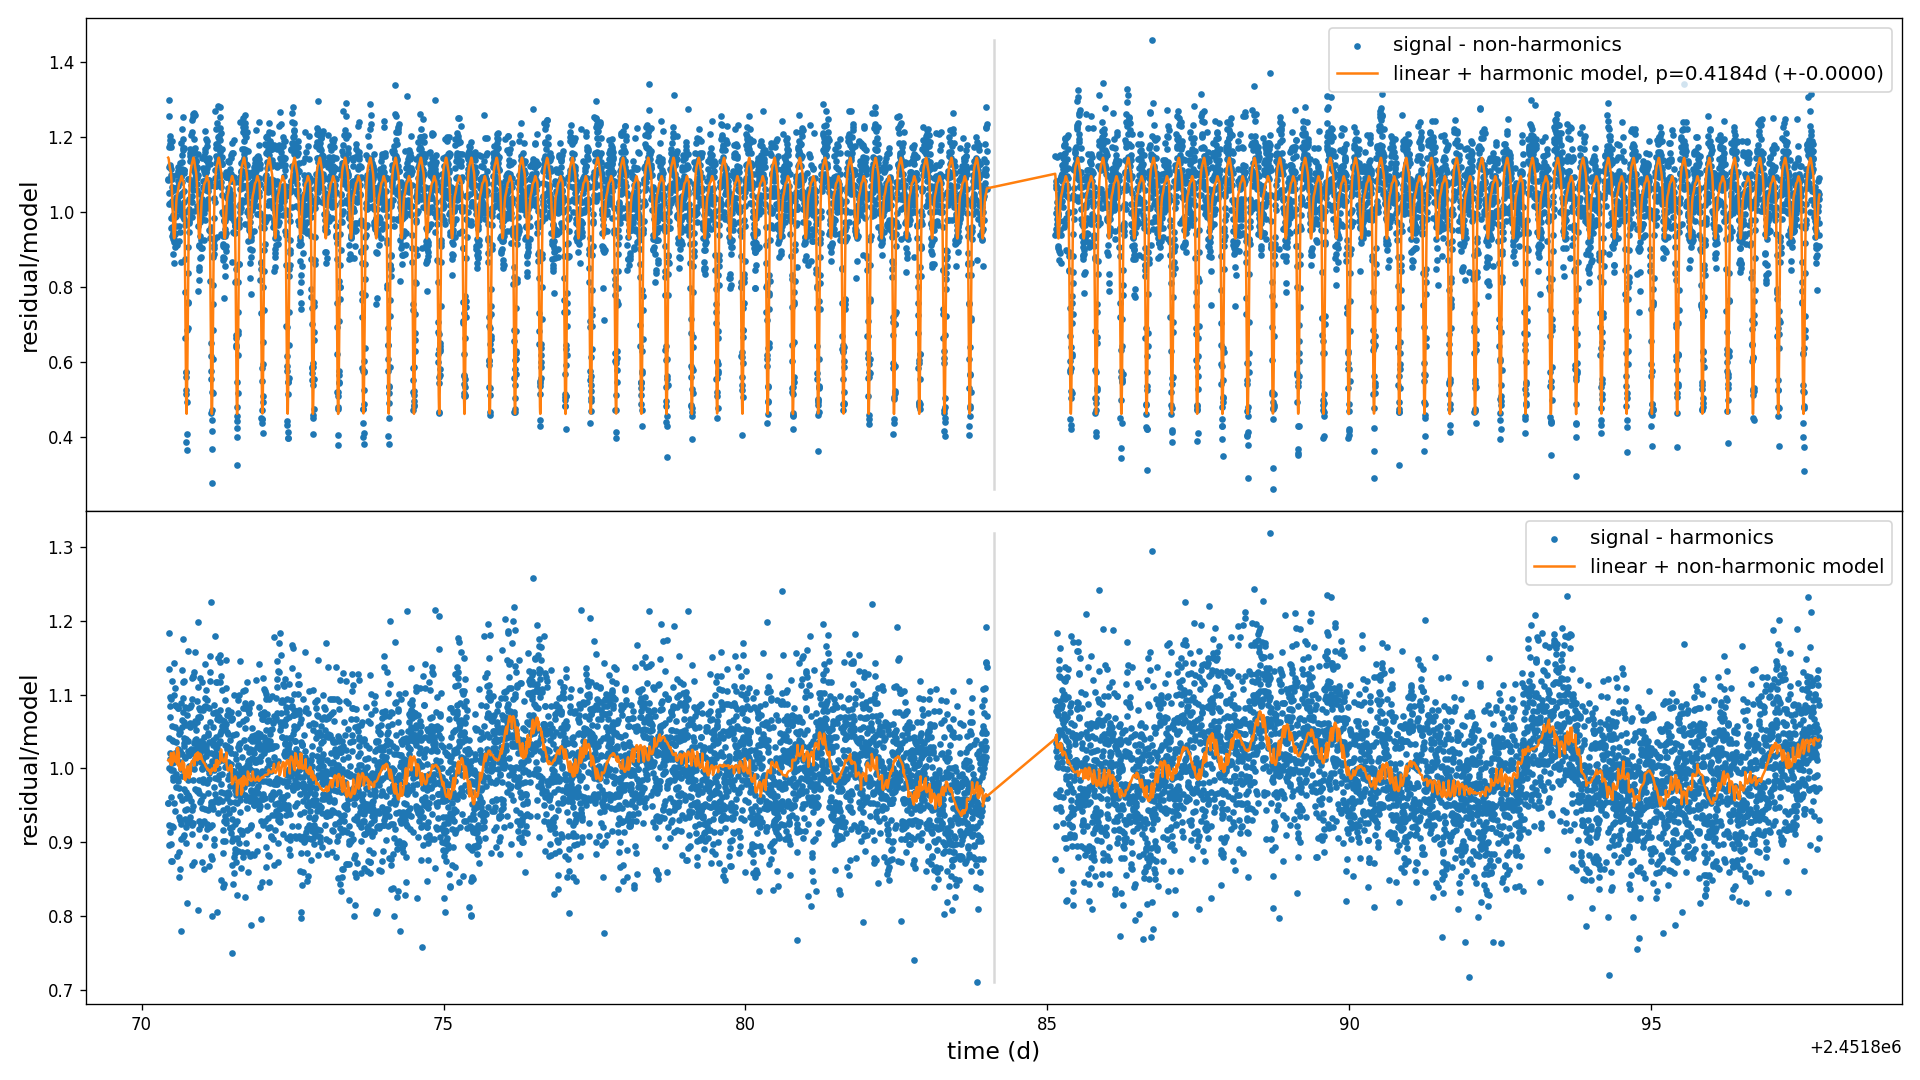 residual/model
1.4
1.2
1.0
0.8
0.6
0.4
signal - non-harmonics
linear + harmonic model, p=0.4184d (+-0.0000)
residual/model
1.3
1.2
1.1
1.0
0.9
0.8
0.7
signal - harmonics
linear + non-harmonic model
70
75
80
85
90
95
time (d)
+2.4518e6